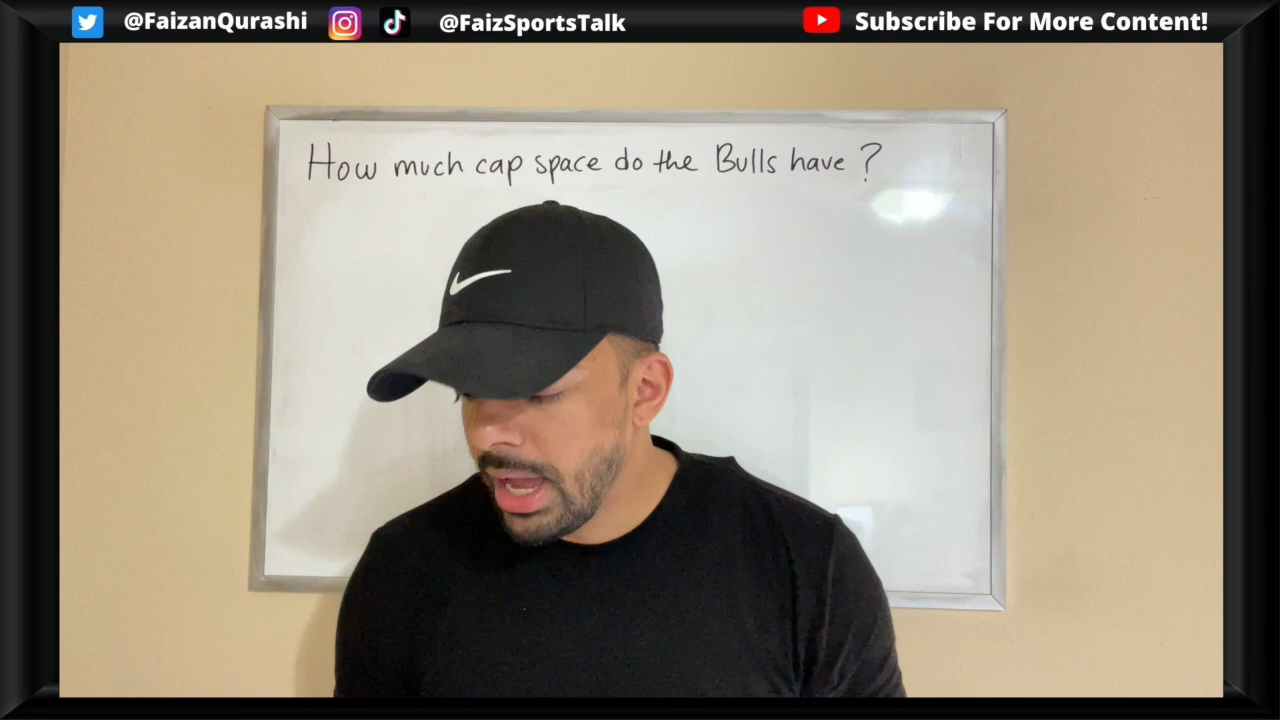 @FaizanQurashi @FaizSportsTalk Subscribe For More Content!
How much cap space do the Bulls have ?